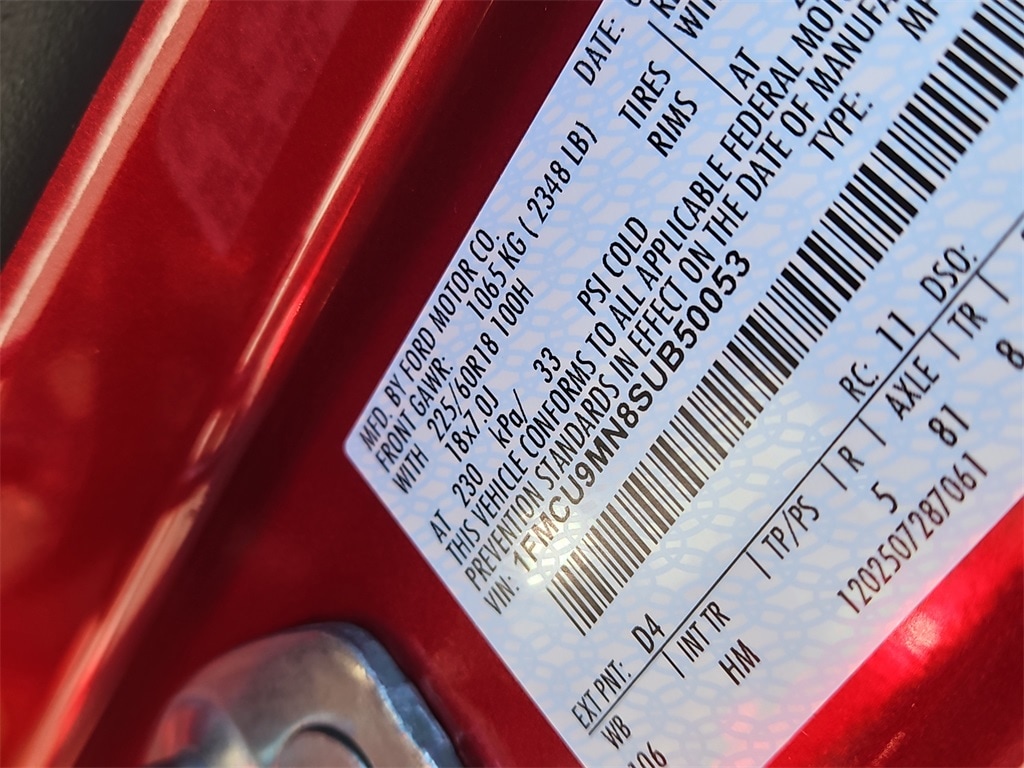 MFD. BY FORD MOTOR CO. DATE:
FRONT GAWR: 1065 KG ( 2348 LB)
WITH 225/60R18 100H TIRES
18x7.0J RIMS
AT 230 kPa/ 33 PSI COLD AT
THIS VEHICLE CONFORMS TO ALL APPLICABLE FEDERAL
PREVENTION STANDARDS IN EFFECT ON THE DATE OF
VIN: 1FMCU9MN8SUB50053 TYPE:
EXT PNT: D4 RC: 11 DSO:
WB | INT TR | TP/PS | R | AXLE | TR |
106 HM 5 81 8
1202507287061